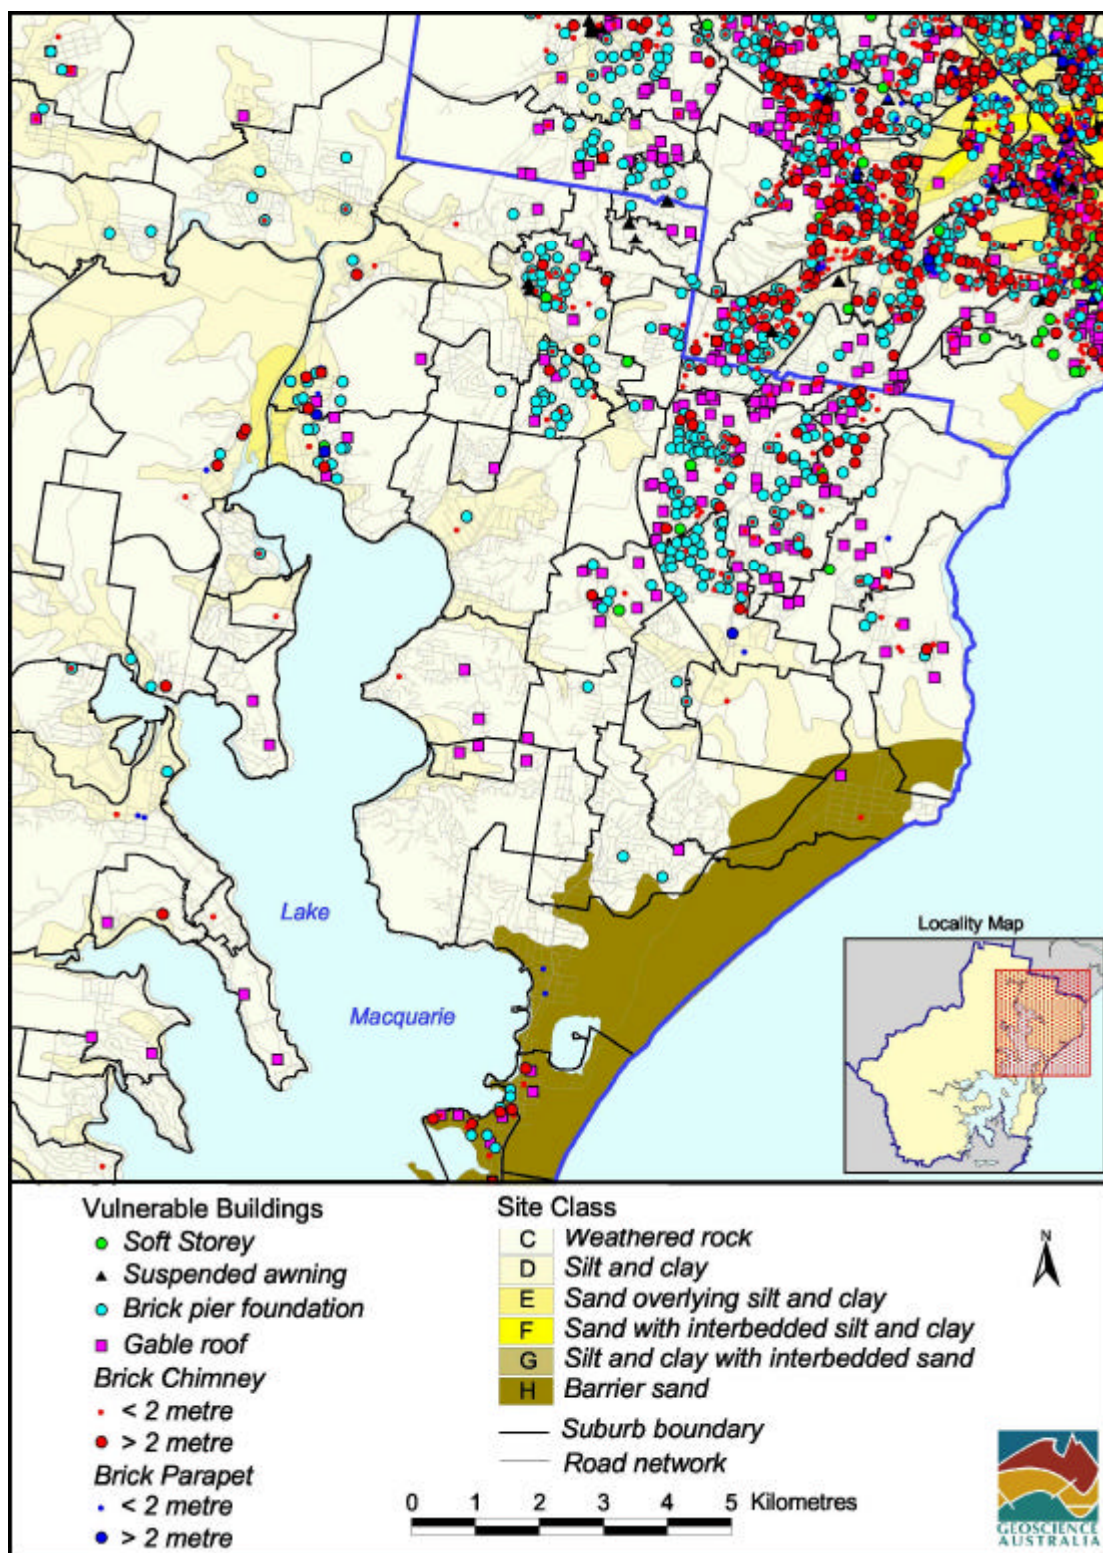 Lake
Macquarie
Locality Map
Vulnerable Buildings
Soft Storey
Suspended awning
Brick pier foundation
Gable roof
Brick Chimney
< 2 metre
> 2 metre
Brick Parapet
< 2 metre
> 2 metre
Site Class
C Weathered rock
D Silt and clay
E Sand overlying silt and clay
F Sand with interbedded silt and clay
G Silt and clay with interbedded sand
H Barrier sand
Suburb boundary
Road network
0 1 2 3 4 5 Kilometres
N
GEOSCIENCE
AUSTRALIA